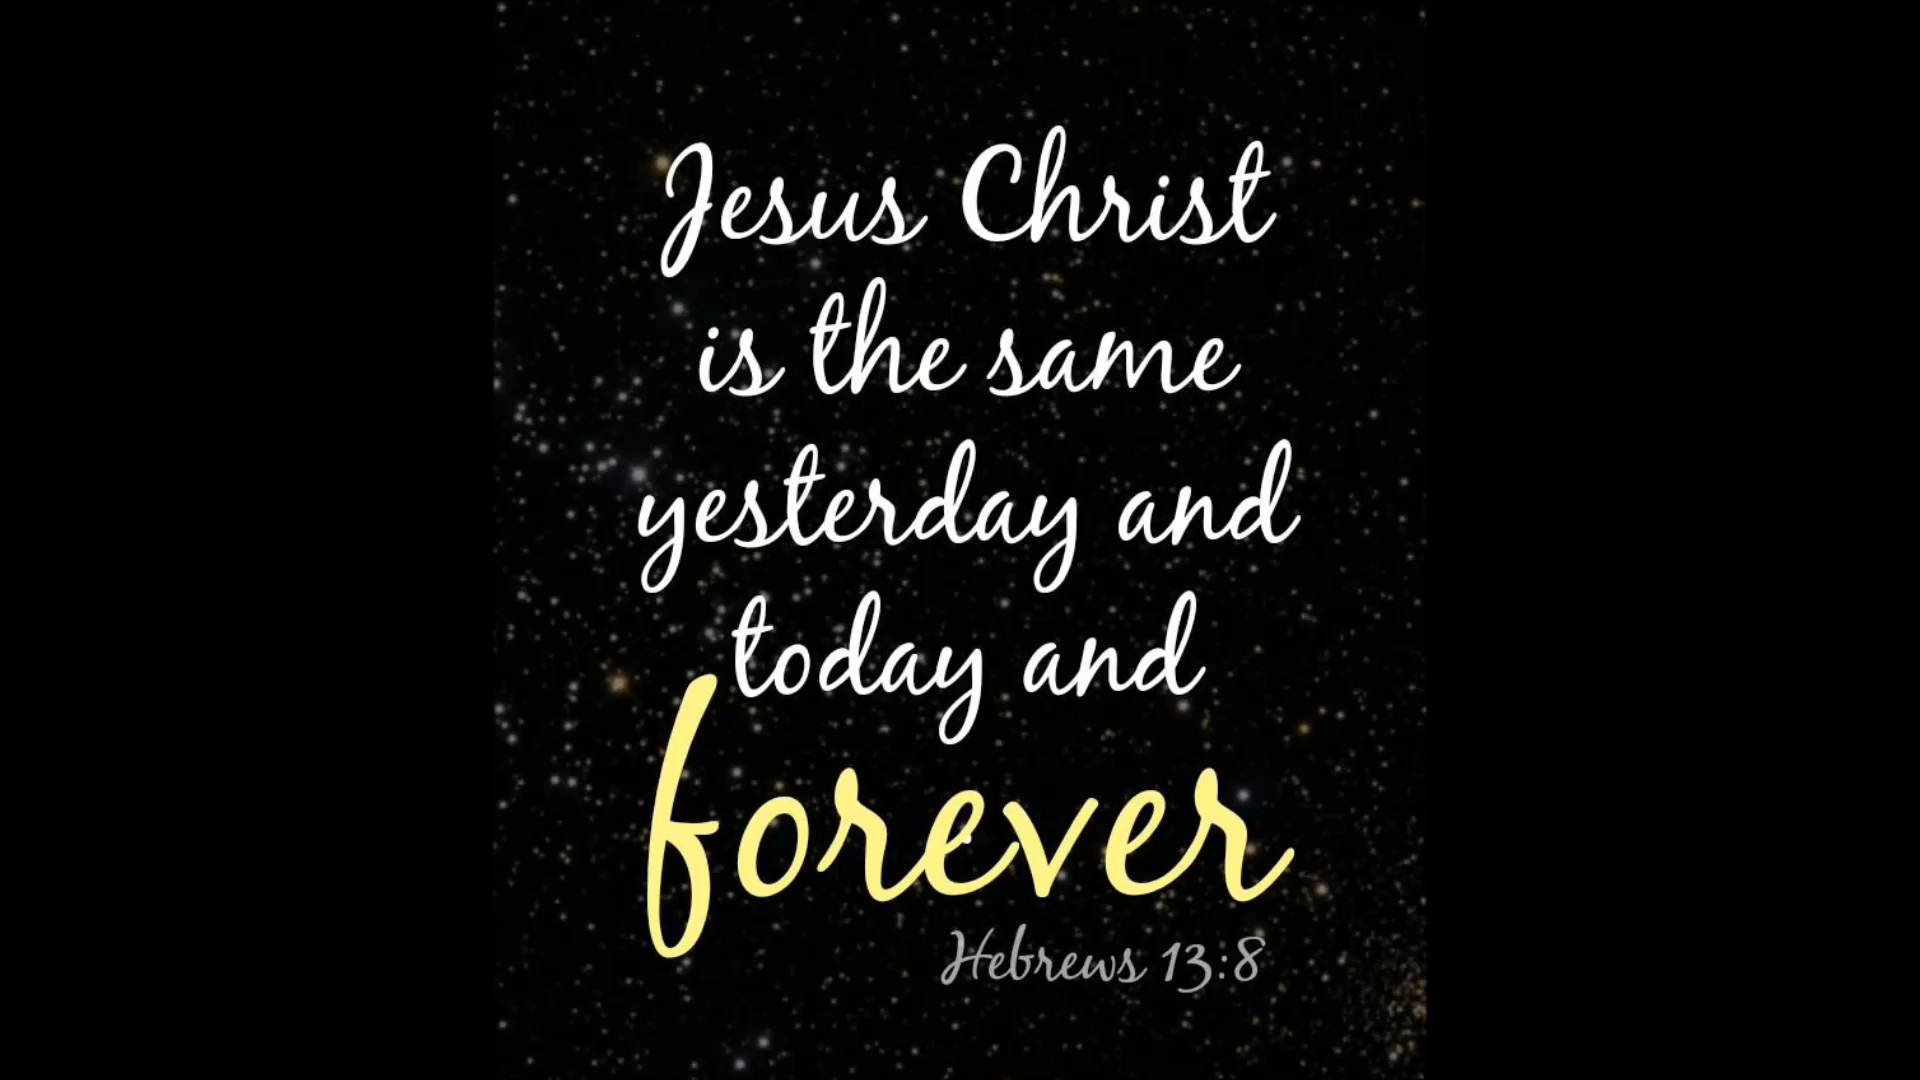 Jesus Christ
is the same
yesterday and
today and
forever
Hebrews 13:8